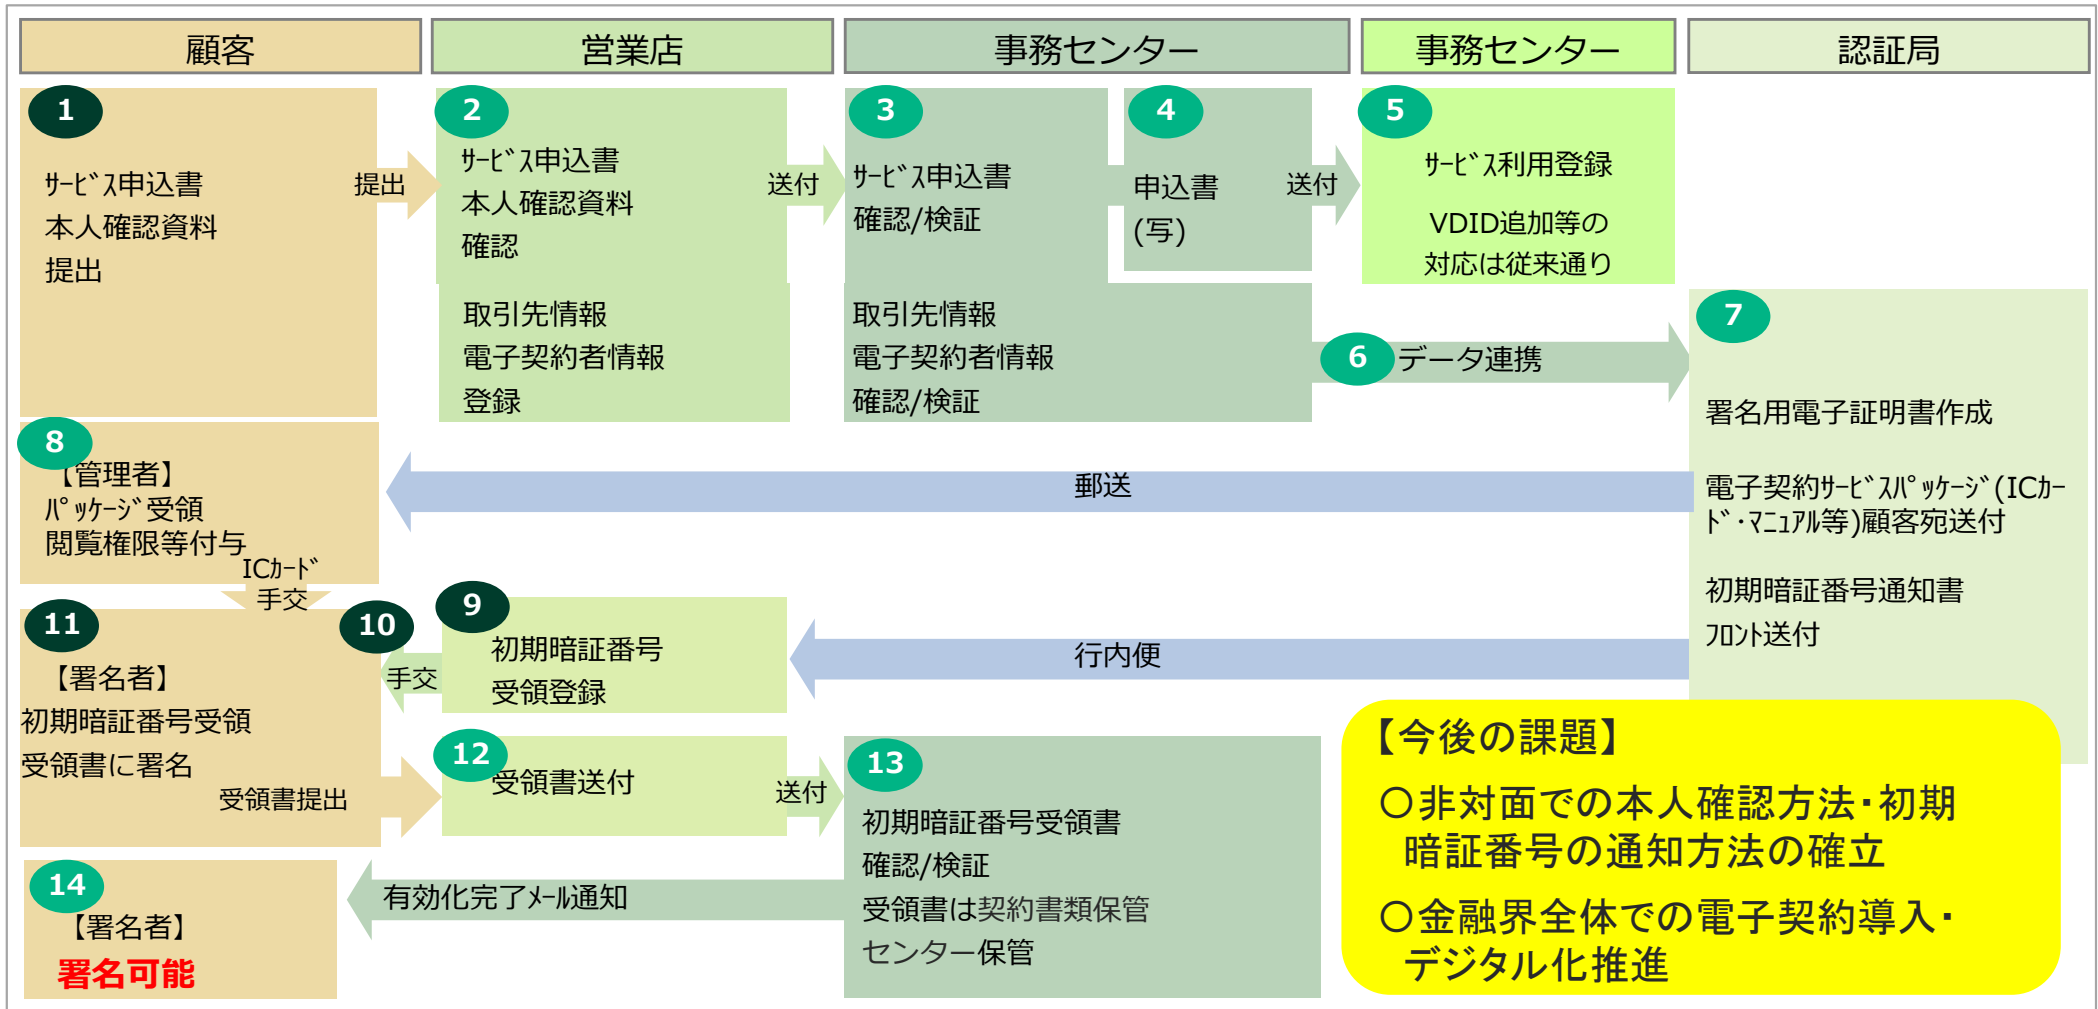 顧客
営業店
事務センター
事務センター
認証局
1
ｻｰﾋﾞｽ申込書
本人確認資料
提出
提出
2
ｻｰﾋﾞｽ申込書
本人確認資料
確認
取引先情報
電子契約者情報
登録
送付
3
ｻｰﾋﾞｽ申込書
確認/検証
取引先情報
電子契約者情報
確認/検証
4
申込書
(写)
送付
5
ｻｰﾋﾞｽ利用登録
VDID追加等の
対応は従来通り
6
データ連携
7
署名用電子証明書作成
電子契約ｻｰﾋﾞｽﾊﾟｯｹｰｼﾞ(ICｶｰ
ﾄﾞ・ﾏﾆｭｱﾙ等)顧客宛送付
初期暗証番号通知書
ﾌﾛﾝﾄ送付
郵送
8
【管理者】
ﾊﾟｯｹｰｼﾞ受領
閲覧権限等付与
ICｶｰﾄﾞ
手交
行内便
9
初期暗証番号
受領登録
10
手交
11
【署名者】
初期暗証番号受領
受領書に署名
受領書提出
12
受領書送付
送付
13
初期暗証番号受領書
確認/検証
受領書は契約書類保管
センター保管
有効化完了ﾒｰﾙ通知
14
【署名者】
署名可能
【今後の課題】
○非対面での本人確認方法・初期
暗証番号の通知方法の確立
○金融界全体での電子契約導入・
デジタル化推進